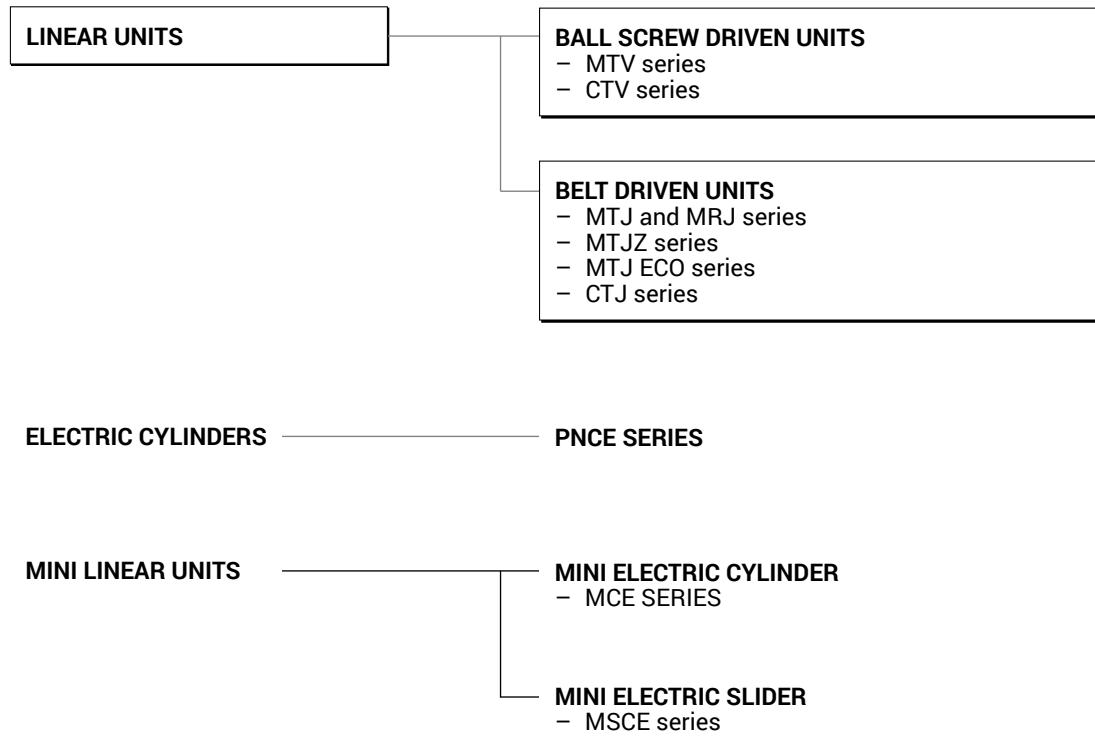 LINEAR UNITS
BALL SCREW DRIVEN UNITS
– MTV series
– CTV series
BELT DRIVEN UNITS
– MTJ and MRJ series
– MTJZ series
– MTJ ECO series
– CTJ series
ELECTRIC CYLINDERS
PNCE SERIES
MINI LINEAR UNITS
MINI ELECTRIC CYLINDER
– MCE SERIES
MINI ELECTRIC SLIDER
– MSCE series